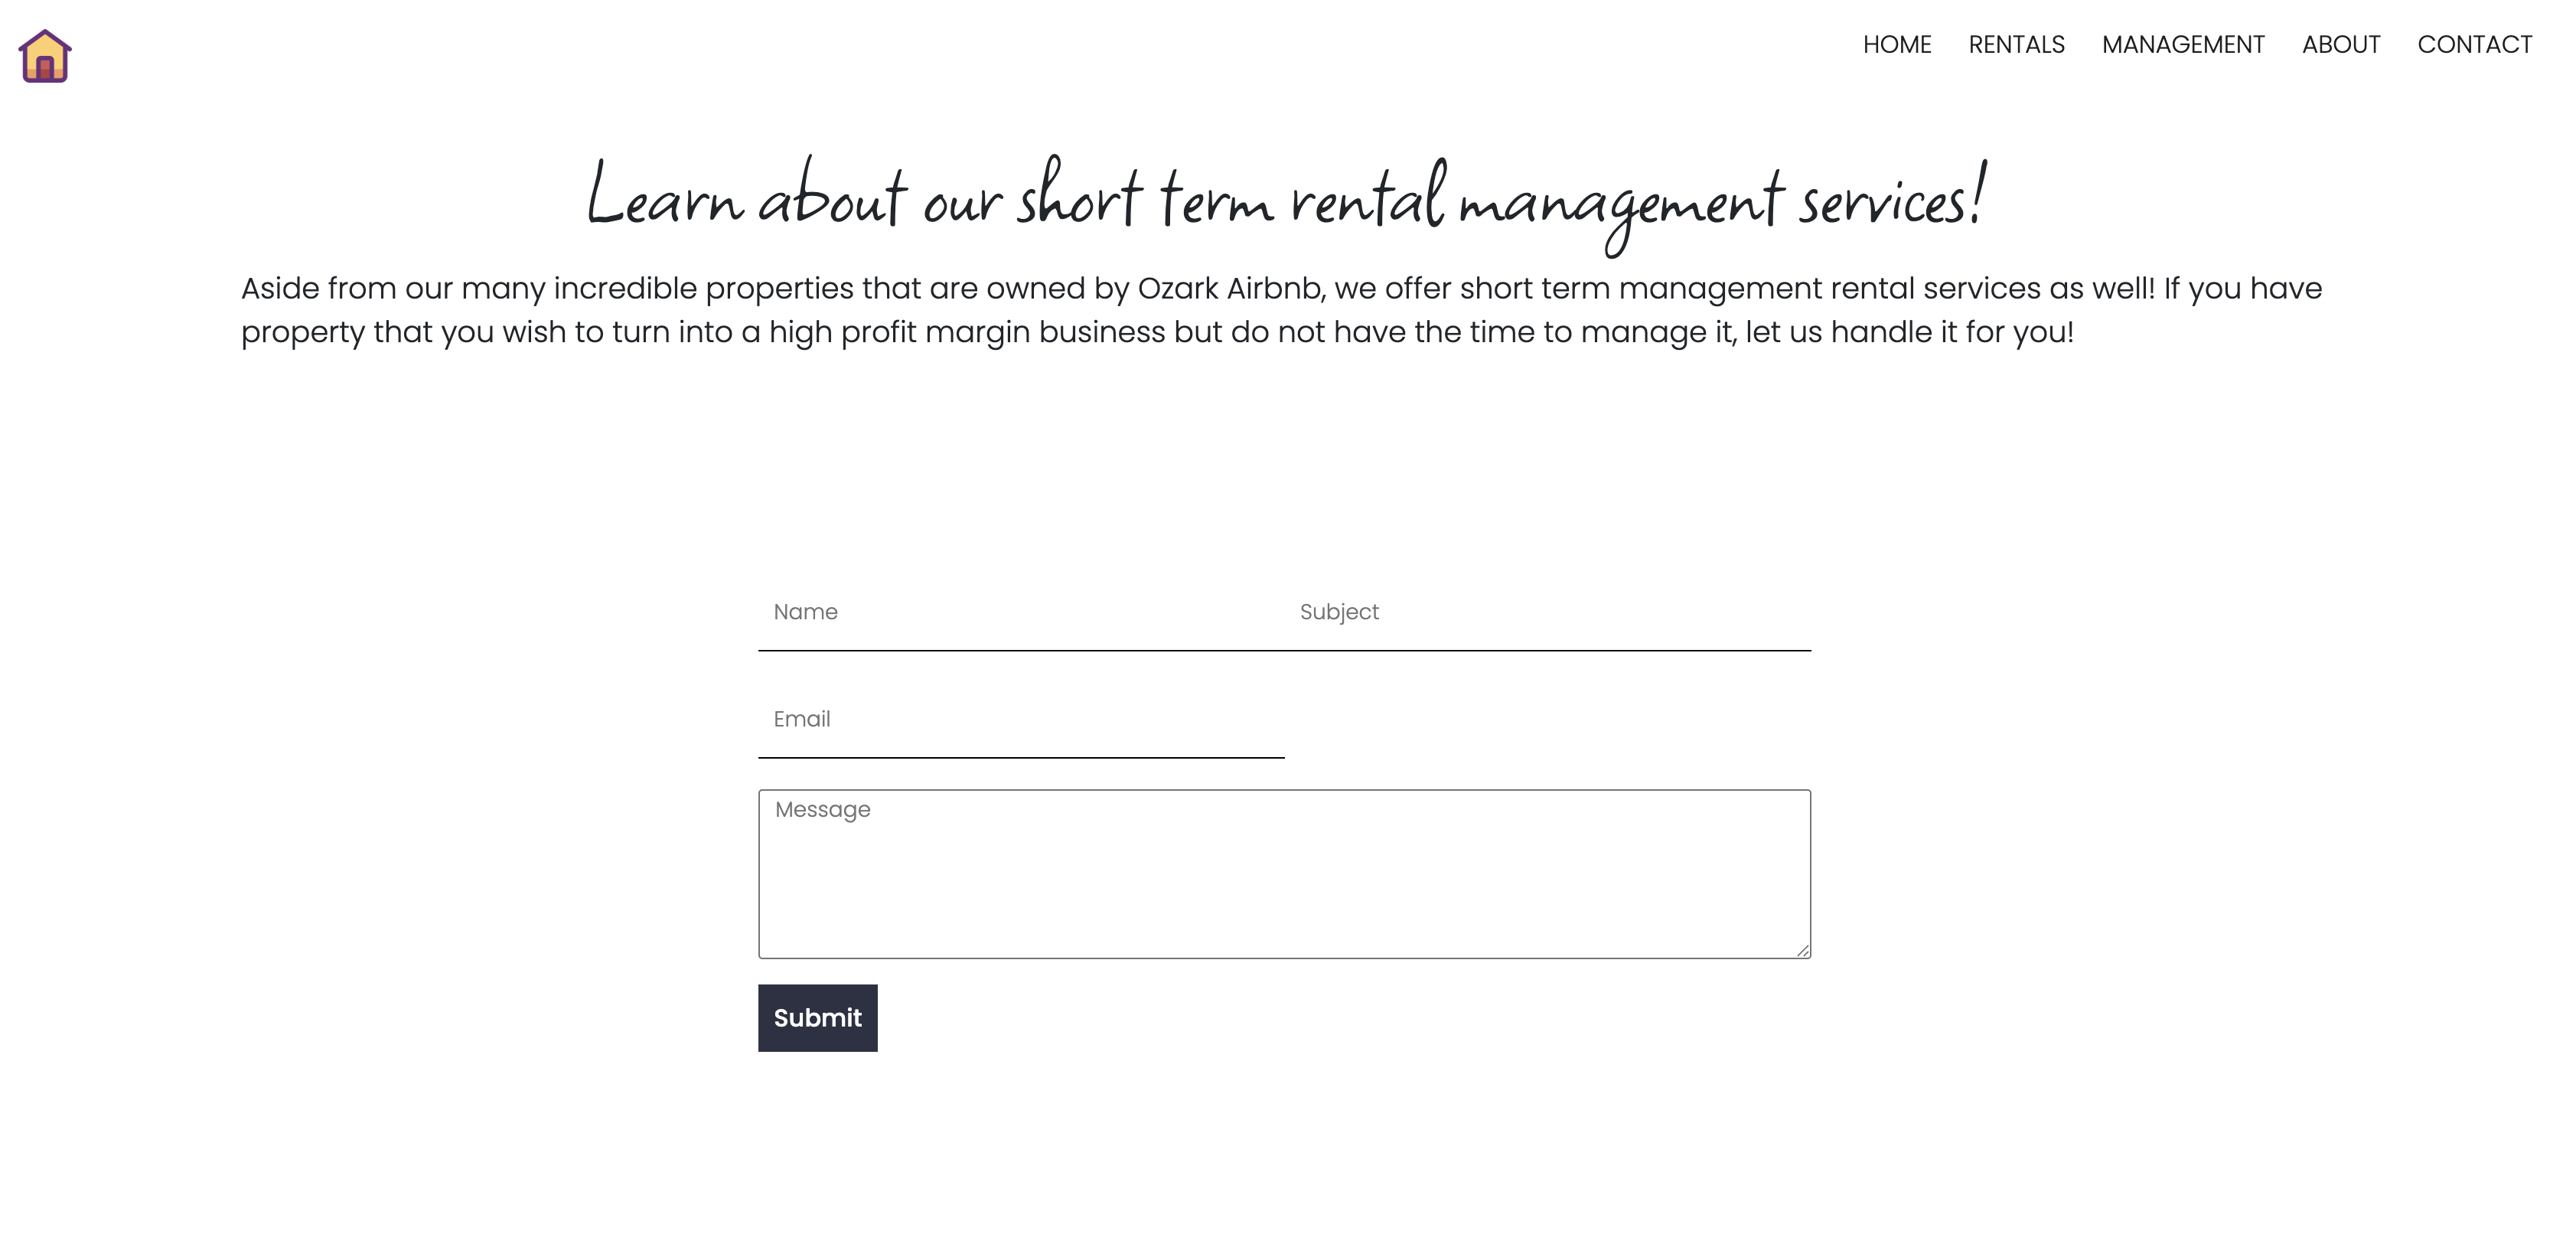 HOME RENTALS MANAGEMENT ABOUT CONTACT
Learn about our short term rental management services!
Aside from our many incredible properties that are owned by Ozark Airbnb, we offer short term management rental services as well! If you have
property that you wish to turn into a high profit margin business but do not have the time to manage it, let us handle it for you!
Name Subject
Email
Message
Submit